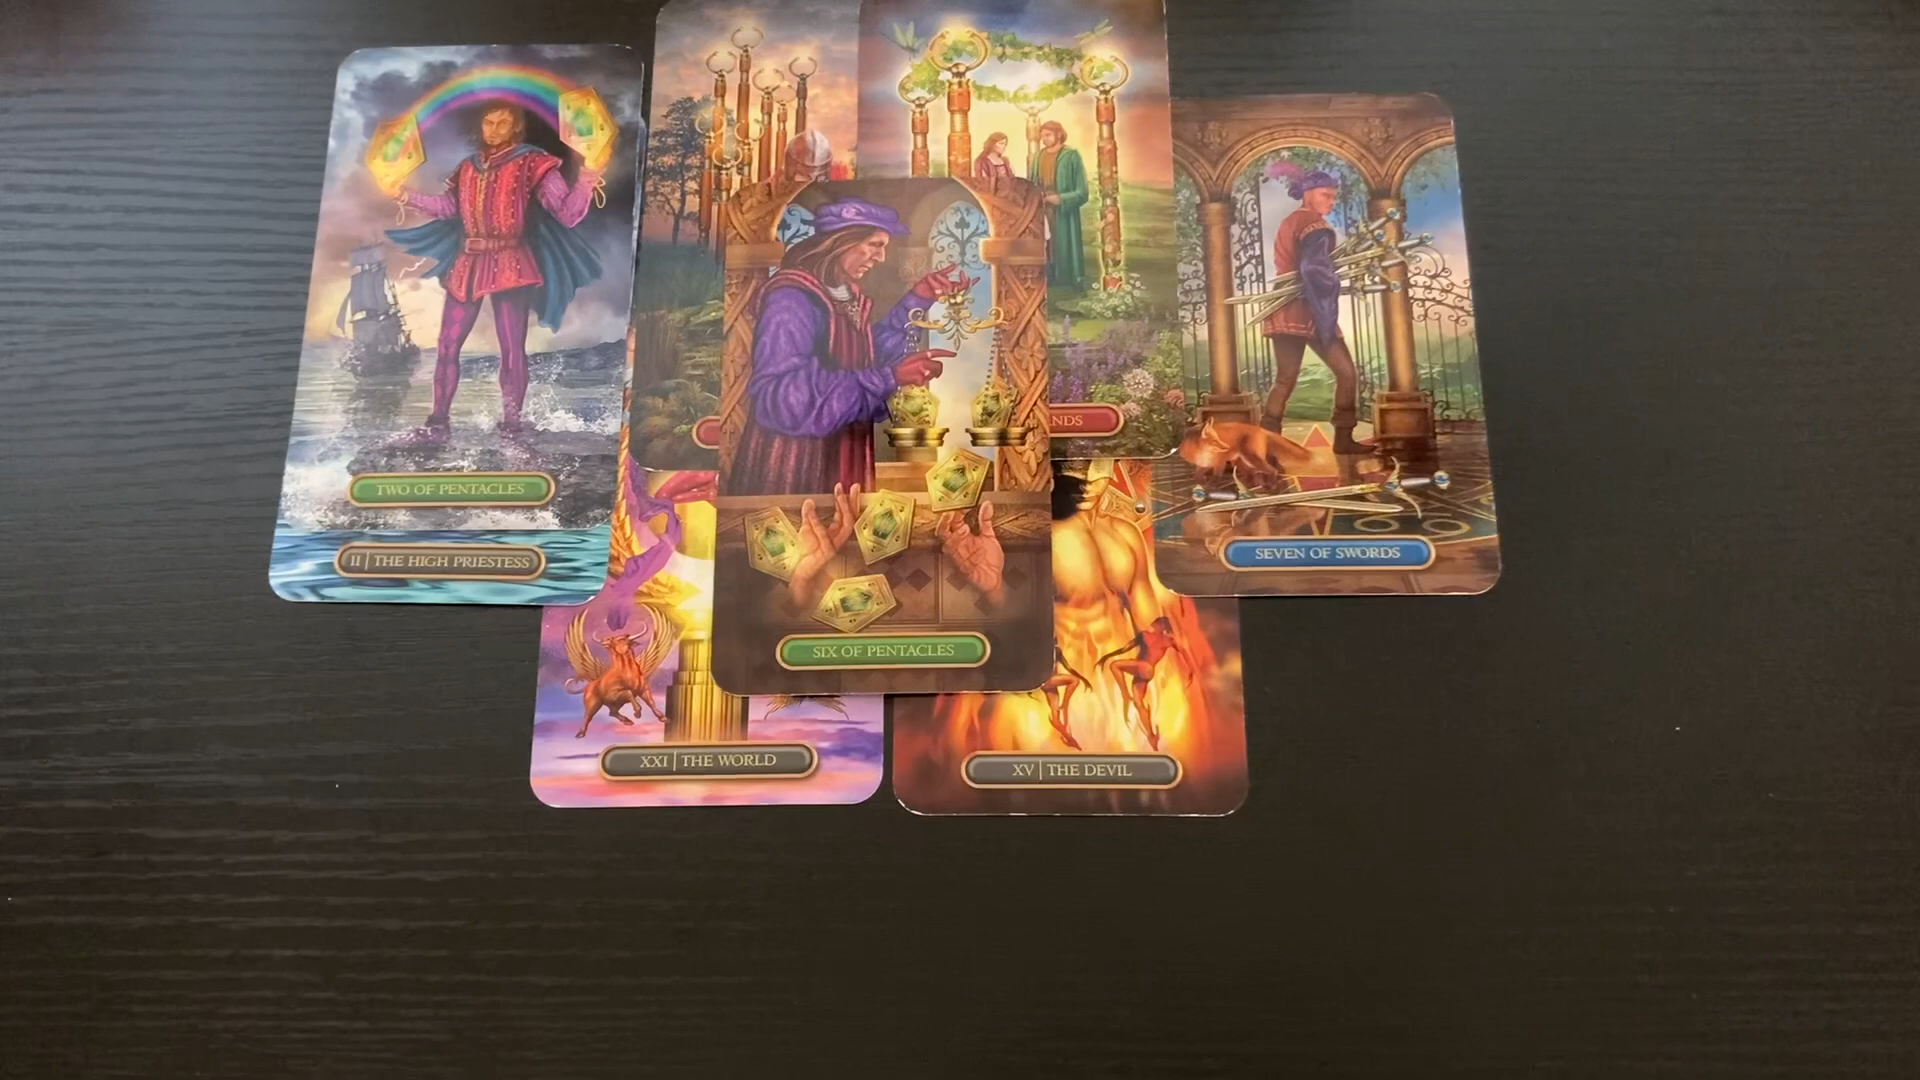 TWO OF PENTACLES
II | THE HIGH PRIESTESS
NDS
SEVEN OF SWORDS
SIX OF PENTACLES
XXI | THE WORLD
XV | THE DEVIL